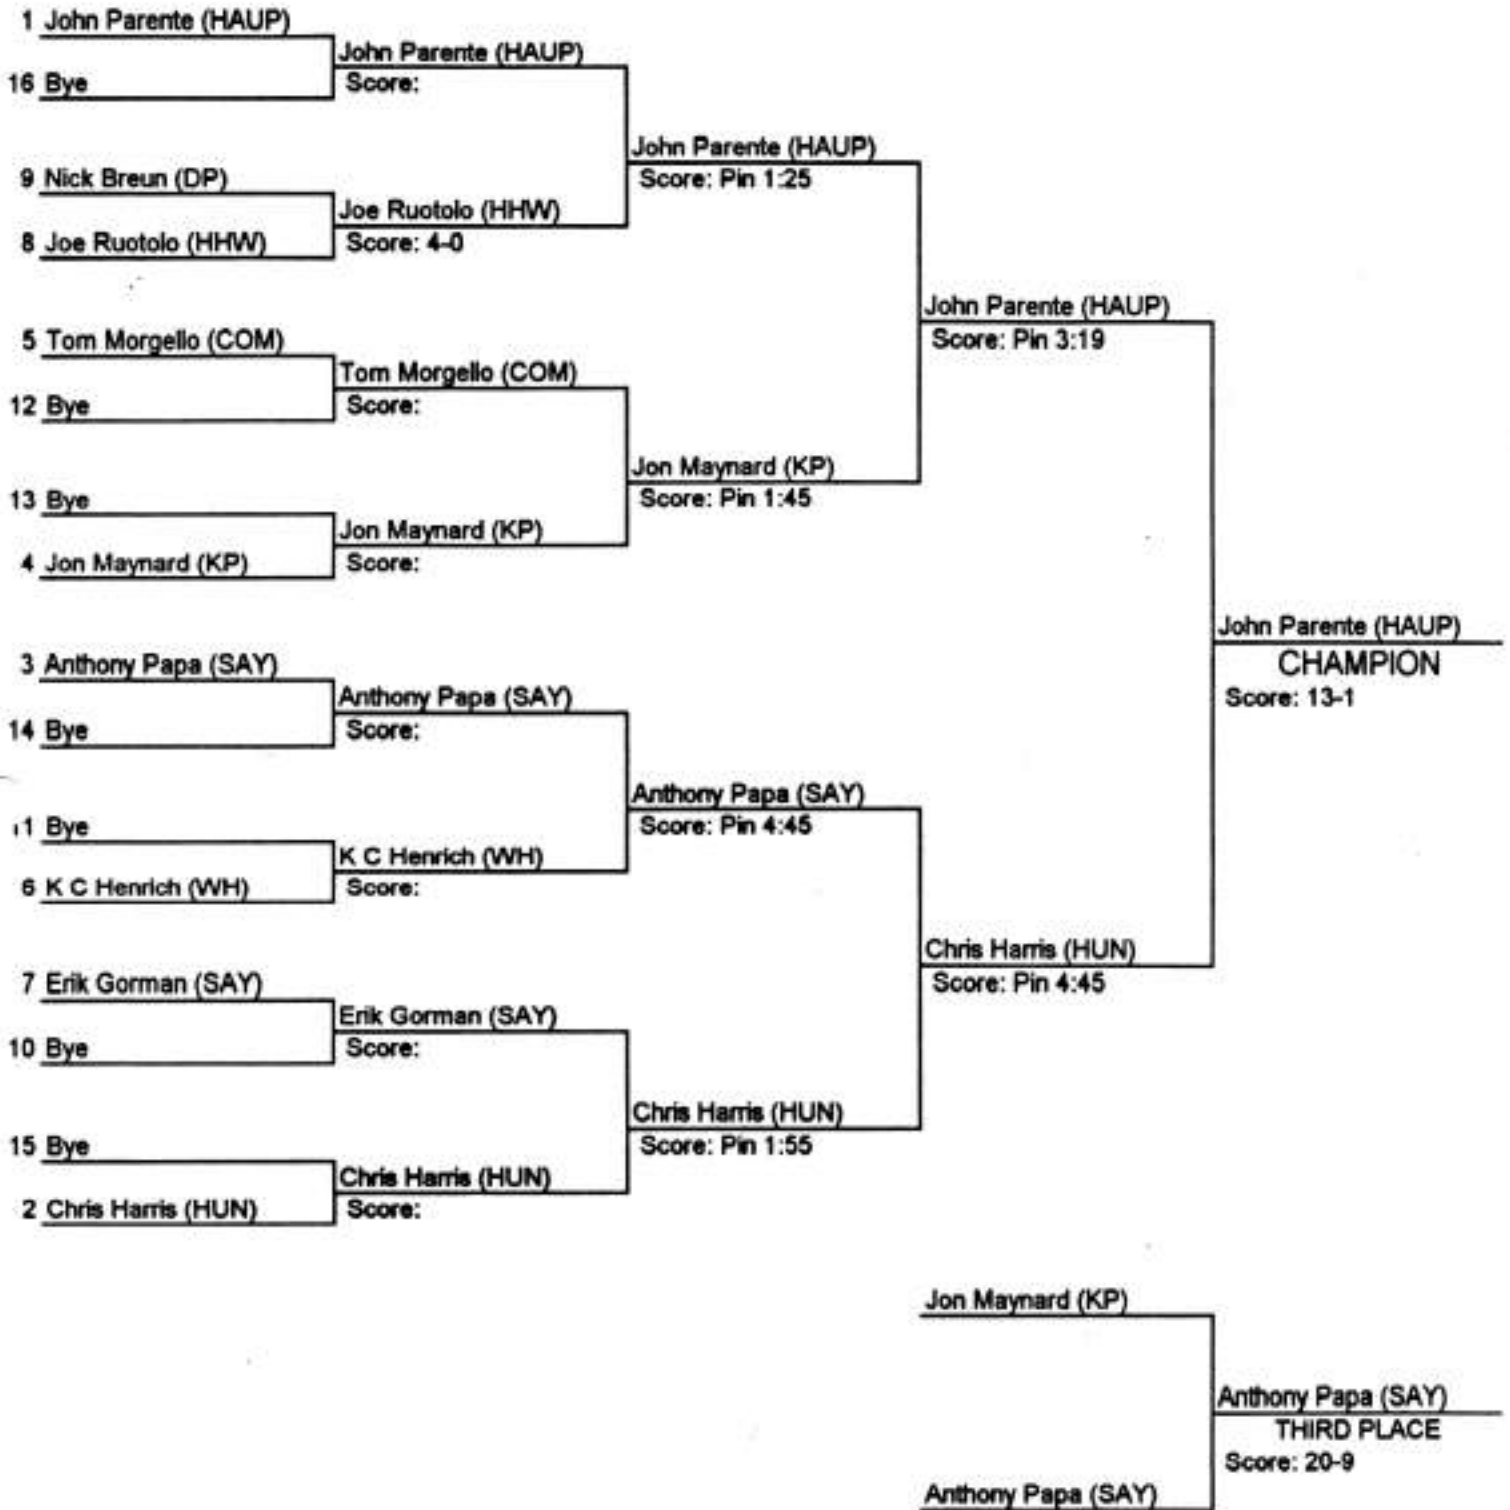 1 John Parente (HAUP)
John Parente (HAUP)
16 Bye
Score:
John Parente (HAUP)
Score: Pin 1:25
9 Nick Breun (DP)
Joe Ruotolo (HHW)
8 Joe Ruotolo (HHW)
Score: 4-0
John Parente (HAUP)
Score: Pin 3:19
5 Tom Morgello (COM)
Tom Morgello (COM)
12 Bye
Score:
Jon Maynard (KP)
Score: Pin 1:45
13 Bye
Jon Maynard (KP)
4 Jon Maynard (KP)
Score:
John Parente (HAUP)
CHAMPION
Score: 13-1
3 Anthony Papa (SAY)
Anthony Papa (SAY)
14 Bye
Score:
Anthony Papa (SAY)
Score: Pin 4:45
11 Bye
K C Henrich (WH)
6 K C Henrich (WH)
Score:
Chris Harris (HUN)
Score: Pin 4:45
7 Erik Gorman (SAY)
Erik Gorman (SAY)
10 Bye
Score:
Chris Harris (HUN)
Score: Pin 1:55
15 Bye
Chris Harris (HUN)
2 Chris Harris (HUN)
Score:
Jon Maynard (KP)
Anthony Papa (SAY)
THIRD PLACE
Score: 20-9
Anthony Papa (SAY)